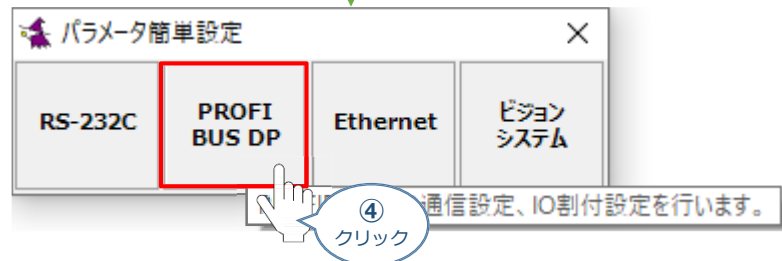 パラメータ簡単設定
RS-232C
PROFI
BUS DP
Ethernet
ビジョン
システム
通信設定、IO割付設定を行います。
④
クリック